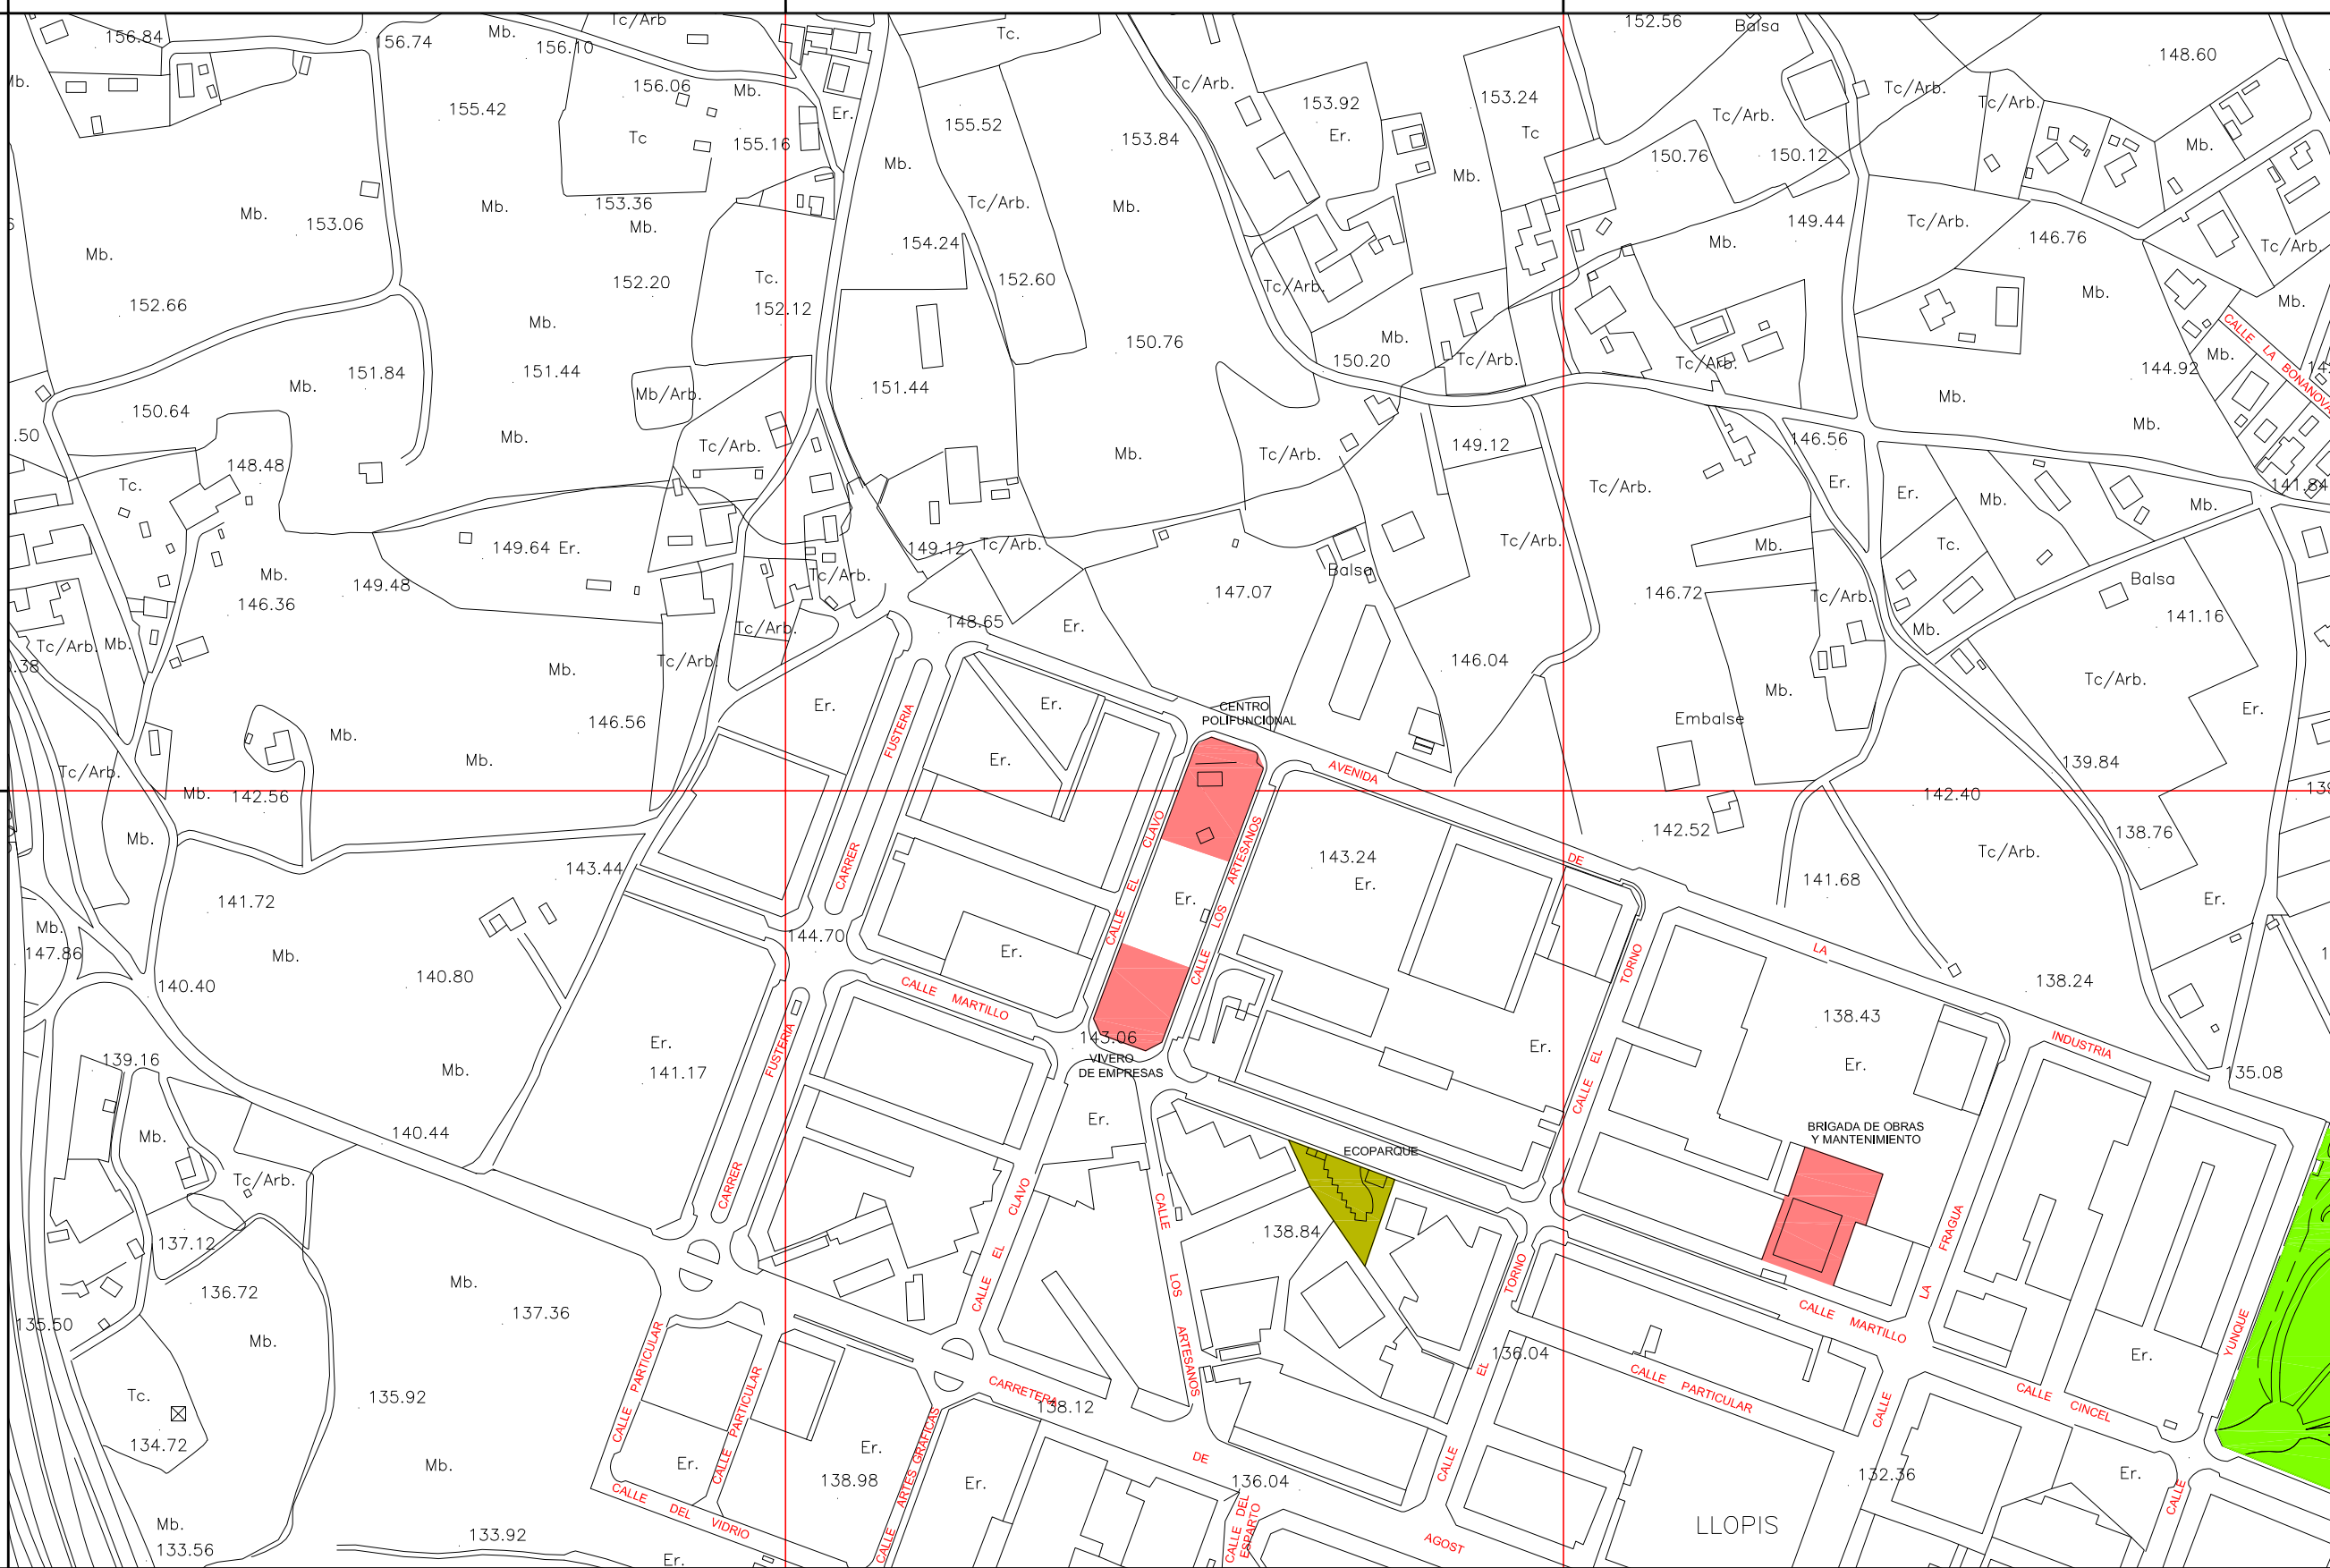 156.84
156.74
Mb.
156.10
Tc/Arb
Tc.
152.56
Balsa
148.60
Mb.
155.42
156.06
Mb.
Er.
Tc/Arb.
153.92
153.24
Tc/Arb.
Tc/Arb.
Tc
155.16
155.52
153.84
Er.
Tc
Tc/Arb.
150.76
150.12
Mb.
Mb.
Mb.
153.06
Mb.
153.36
Mb.
Mb.
Tc/Arb.
Mb.
Mb.
149.44
Tc/Arb.
146.76
Tc/Arb.
Mb.
154.24
Mb.
152.66
152.20
Tc.
152.12
152.60
Tc/Arb.
Mb.
Mb.
Mb.
150.76
Mb.
CALLE LA BONANOVA
Mb.
151.84
151.44
Mb/Arb.
151.44
150.20
Tc/Arb.
Tc/Arb.
144.92
Mb.
150.64
Mb.
Mb.
.50
Mb.
Tc/Arb.
Mb.
Tc/Arb.
149.12
146.56
148.48
Tc.
Tc/Arb.
Er.
Er.
Mb.
Mb.
141.84
149.64 Er.
149.12
Tc/Arb.
Tc/Arb.
Mb.
Tc.
Mb.
149.48
Tc/Arb.
147.07
Balsa
146.72
Tc/Arb.
Balsa
146.36
148.65
Er.
141.16
Tc/Arb.
Mb.
Tc/Arb.
Mb.
.38
Mb.
Tc/Arb.
146.04
Mb.
Tc/Arb.
Er.
CENTRO
POLIFUNCIONAL
Er.
Er.
Embalse
146.56
Mb.
Mb.
FUSTERIA
Er.
AVENIDA
139.84
Tc/Arb.
Mb.
142.56
142.40
Mb.
CARRER
CALLE EL CLAVO
CALLE LOS ARTESANOS
142.52
138.76
143.44
143.24
DE
Tc/Arb.
Er.
Er.
141.68
Er.
141.72
Mb.
147.86
144.70
Er.
LA
Mb.
140.80
140.40
CALLE MARTILLO
138.24
CALLE EL TORNO
138.43
143.06
INDUSTRIA
139.16
Er.
FUSTERIA
VIVERO
DE EMPRESAS
Er.
Er.
135.08
Mb.
141.17
Er.
140.44
Mb.
BRIGADA DE OBRAS
Y MANTENIMIENTO
ECOPARQUE
Tc/Arb.
CARRER
CALLE EL CLAVO
CALLE LOS ARTESANOS
138.84
CALLE LA FRAGUA
137.12
Mb.
136.72
137.36
CALLE EL TORNO
CALLE MARTILLO
135.50
Mb.
136.04
CALLE YUNQUE
Er.
CALLE PARTICULAR
CALLE PARTICULAR
CALLE PARTICULAR
CARRETERA
138.12
CALLE CINCEL
Tc.
135.92
134.72
Er.
CALLE ARTES GRAFICAS
DE
Mb.
Er.
138.98
Er.
136.04
132.36
Er.
CALLE DEL VIDRIO
CALLE DEL
ESPARTO
AGOST
LLOPIS
Mb.
133.56
133.92
Er.